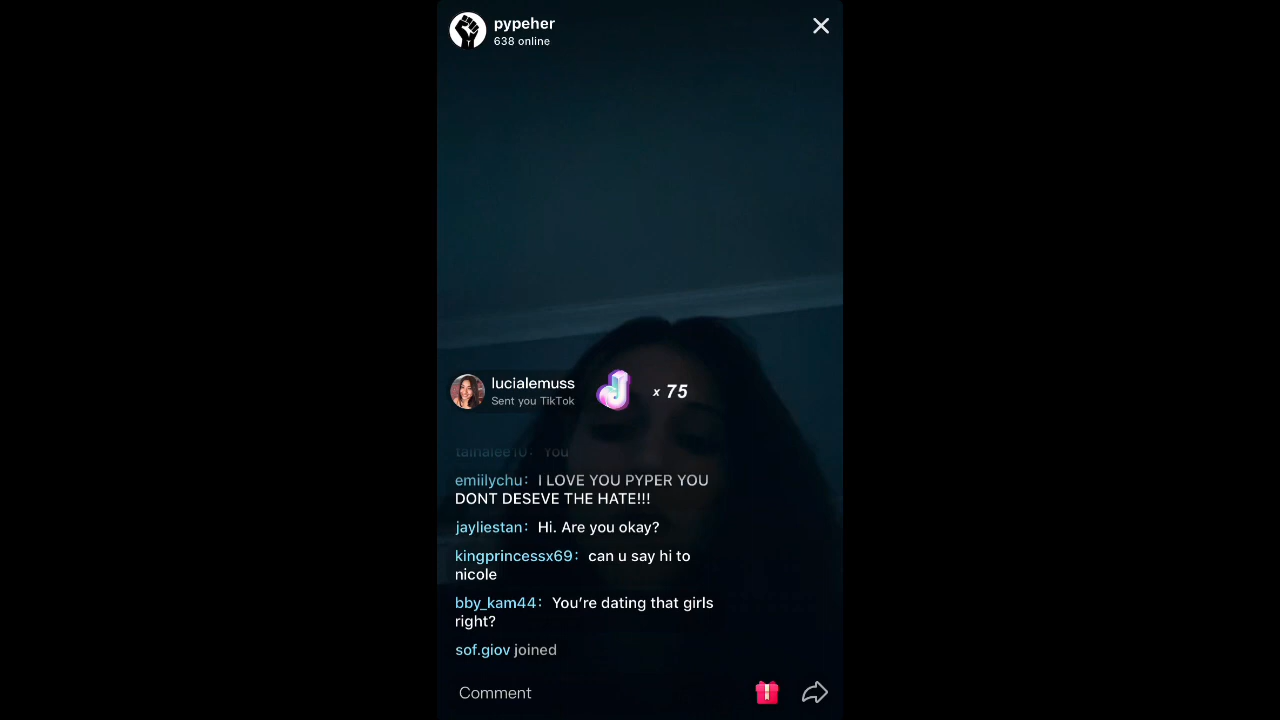 pypeher
638 online
lucialemuss
Sent you TikTok
x 75
You
emiilychu: I LOVE YOU PYPER YOU
DONT DESEVE THE HATE!!!
jayliestan: Hi. Are you okay?
kingprincessx69: can u say hi to
nicole
bby_kam44: You’re dating that girls
right?
sof.giov joined
Comment